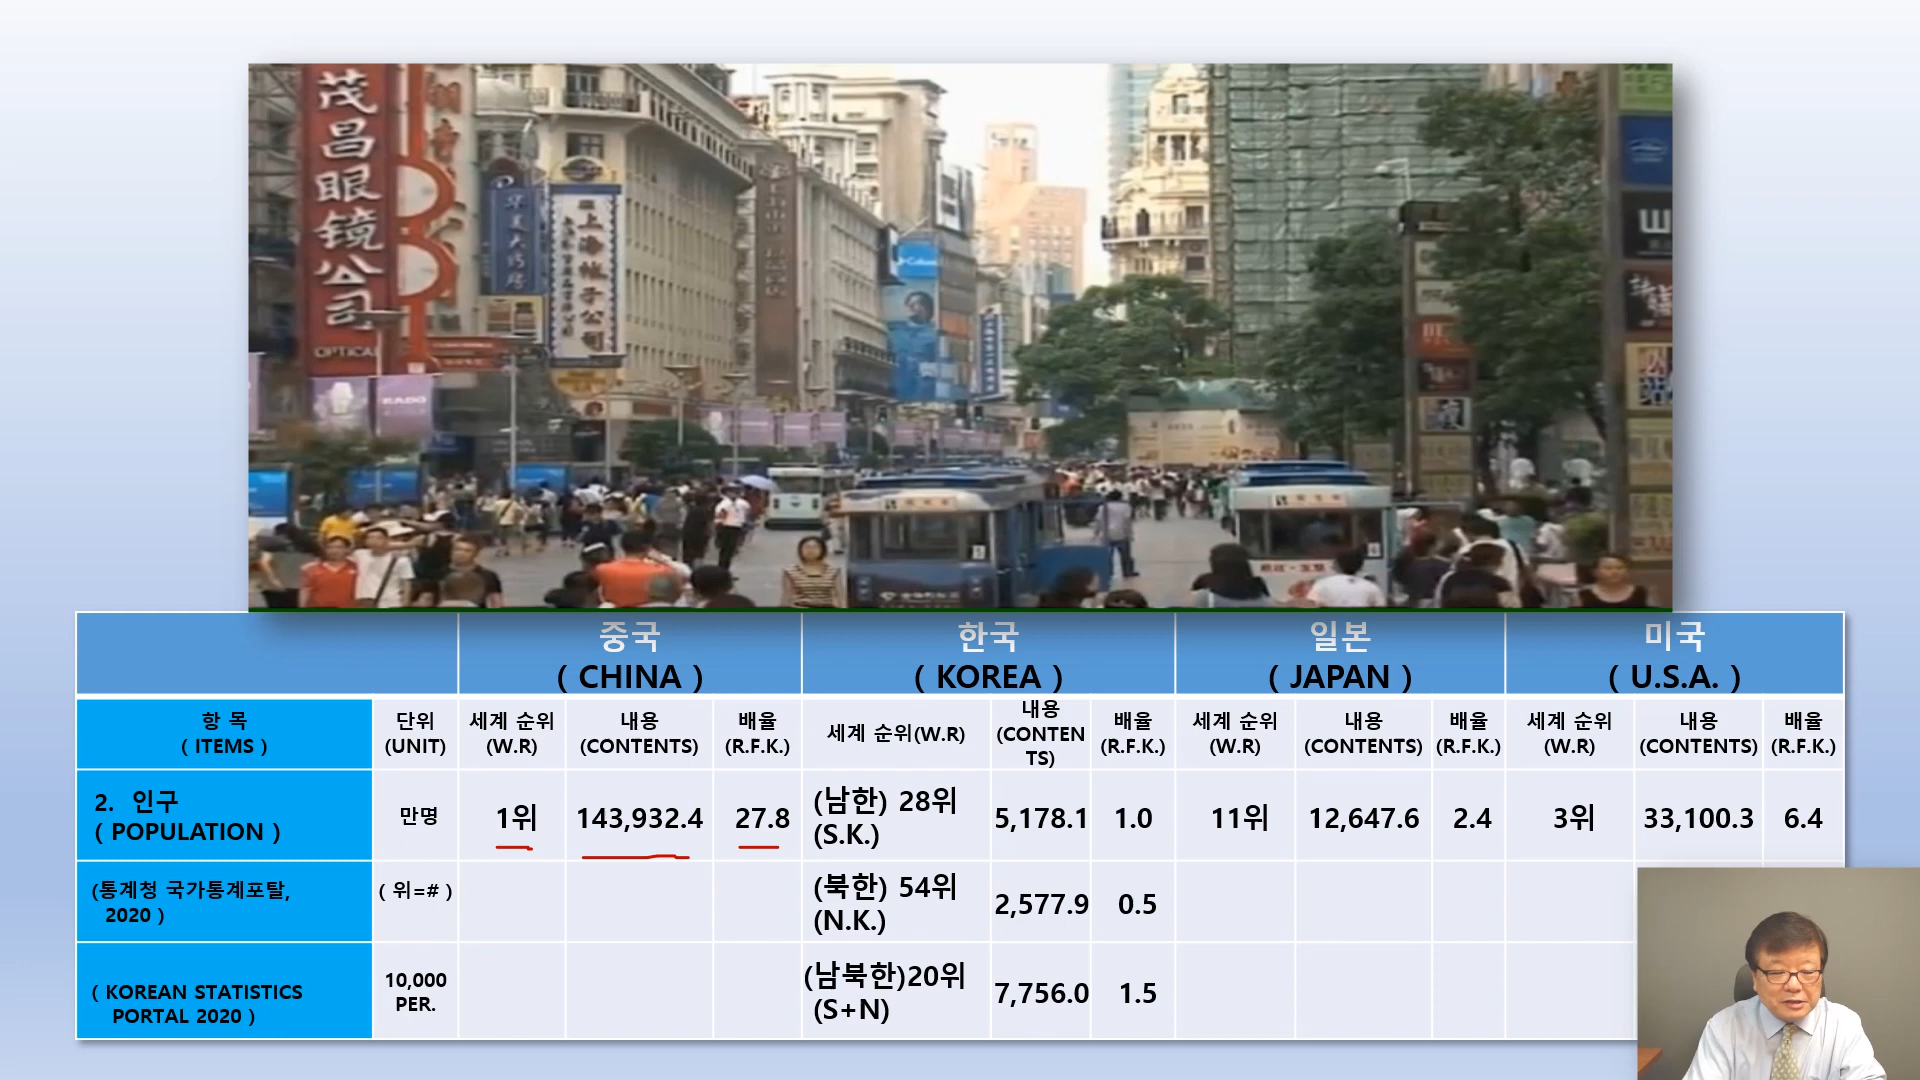 茂昌眼镜公司
OPTICAL
上海帐子公司
RADO
중국
( CHINA )
한국
( KOREA )
일본
( JAPAN )
미국
( U.S.A. )
항 목
( ITEMS )
단위
(UNIT)
세계 순위
(W.R)
내용
(CONTENTS)
배율
(R.F.K.)
세계 순위(W.R)
내용
(CONTEN
TS)
배율
(R.F.K.)
세계 순위
(W.R)
내용
(CONTENTS)
배율
(R.F.K.)
세계 순위
(W.R)
내용
(CONTENTS)
배율
(R.F.K.)
2. 인구
( POPULATION )
만명
1위
143,932.4
27.8
(남한) 28위
(S.K.)
5,178.1
1.0
11위
12,647.6
2.4
3위
33,100.3
6.4
(통계청 국가통계포탈,
2020 )
( 위=# )
(북한) 54위
(N.K.)
2,577.9
0.5
( KOREAN STATISTICS
PORTAL 2020 )
10,000
PER.
(남북한)20위
(S+N)
7,756.0
1.5